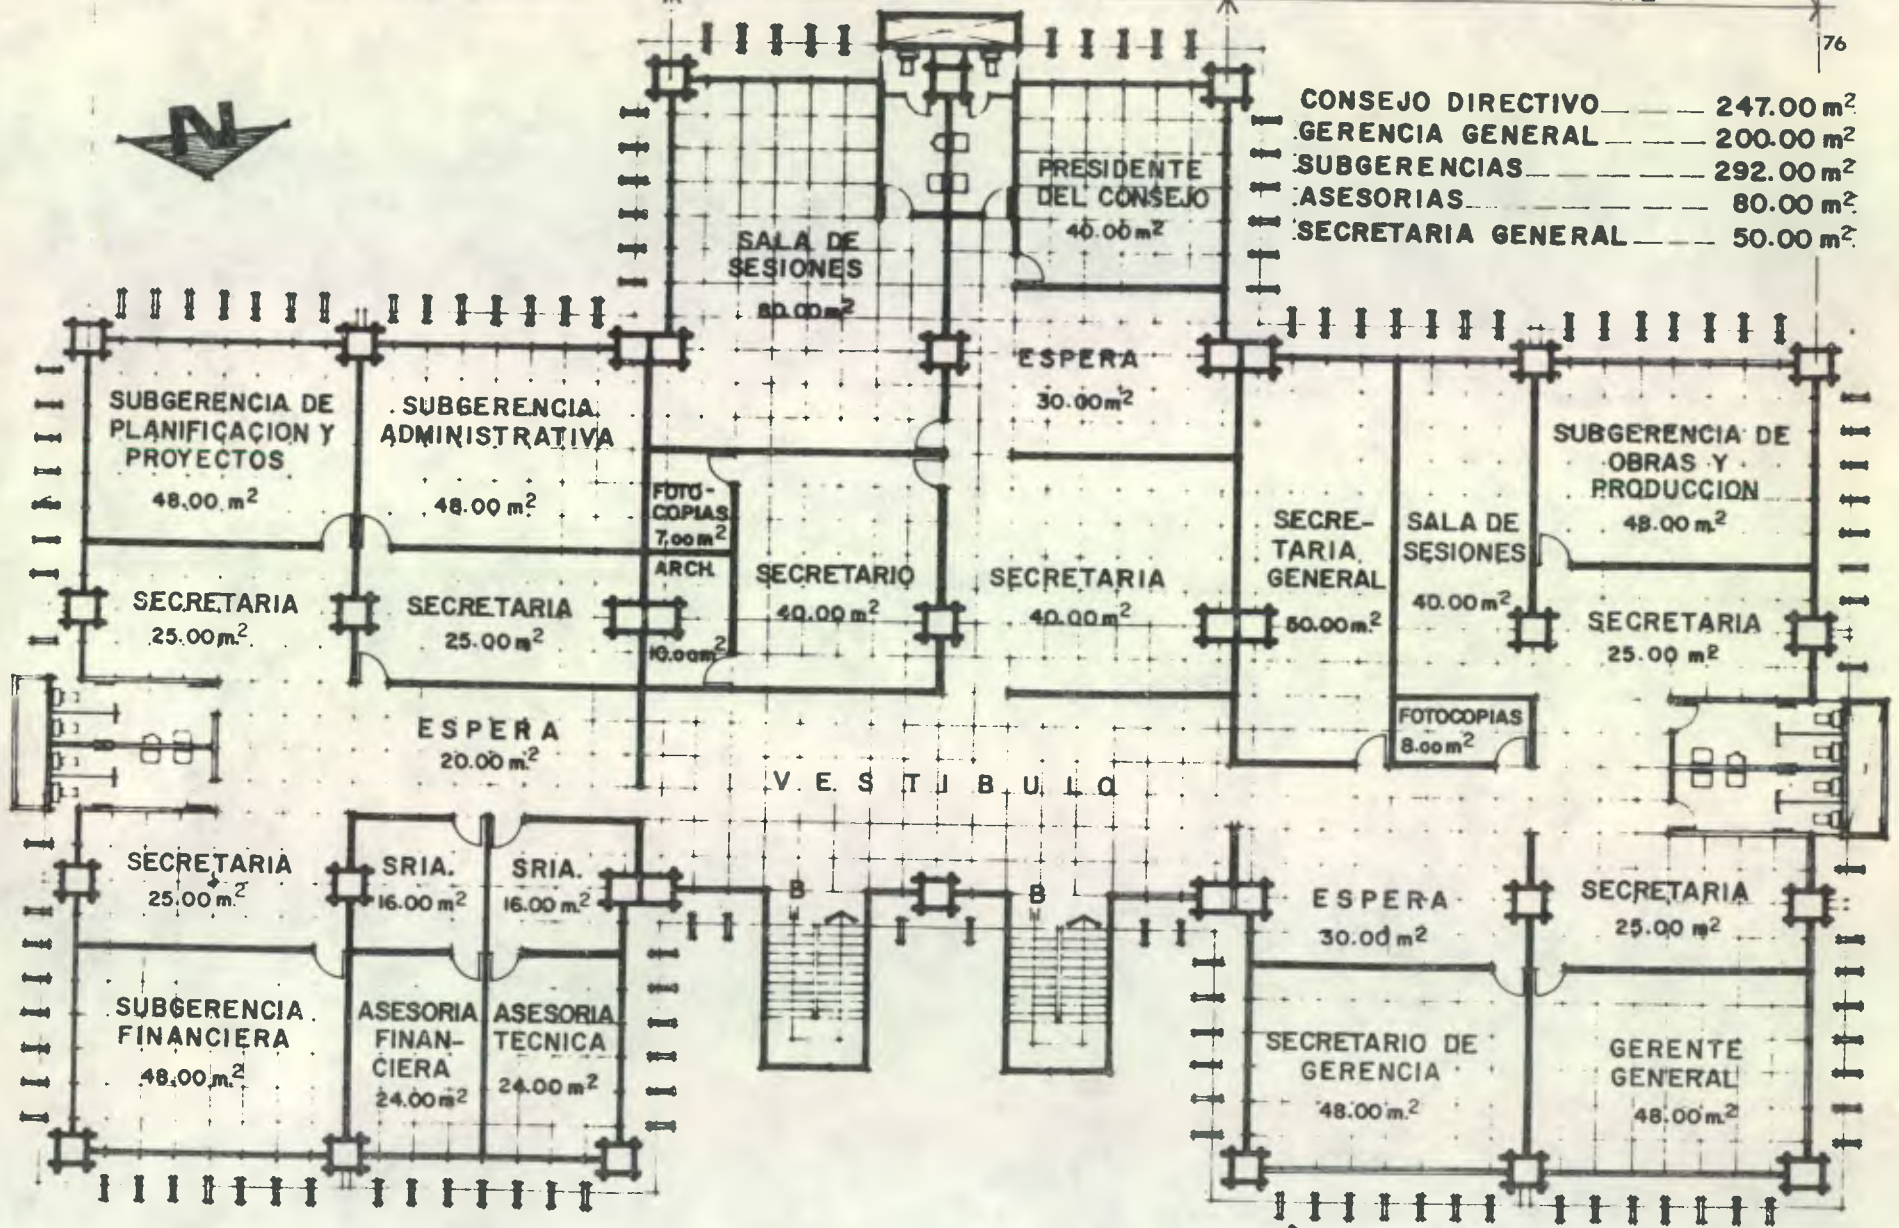 76
N
CONSEJO DIRECTIVO 247.00 m²
GERENCIA GENERAL 200.00 m²
SUBGERENCIAS 292.00 m²
ASESORIAS 80.00 m²
SECRETARIA GENERAL 50.00 m²
SALA DE
SESIONES
80.00 m²
PRESIDENTE
DEL CONSEJO
40.00 m²
ESPERA
30.00 m²
SUBGERENCIA DE
PLANIFICACION Y
PROYECTOS
48.00 m²
SUBGERENCIA
ADMINISTRATIVA
48.00 m²
FOTO-
COPIAS
7.00 m²
ARCH.
10.00 m²
SECRETARIO
40.00 m²
SECRETARIA
40.00 m²
SECRE-
TARIA
GENERAL
50.00 m²
SALA DE
SESIONES
40.00 m²
SUBGERENCIA DE
OBRAS Y
PRODUCCION
48.00 m²
SECRETARIA
25.00 m²
SECRETARIA
25.00 m²
SECRETARIA
25.00 m²
FOTOCOPIAS
8.00 m²
ESPERA
20.00 m²
VESTIBULO
SECRETARIA
25.00 m²
SRIA.
16.00 m²
SRIA.
16.00 m²
B
B
ESPERA
30.00 m²
SECRETARIA
25.00 m²
SUBGERENCIA
FINANCIERA
48.00 m²
ASESORIA
FINAN-
CIERA
24.00 m²
ASESORIA
TECNICA
24.00 m²
SECRETARIO DE
GERENCIA
48.00 m²
GERENTE
GENERAL
48.00 m²